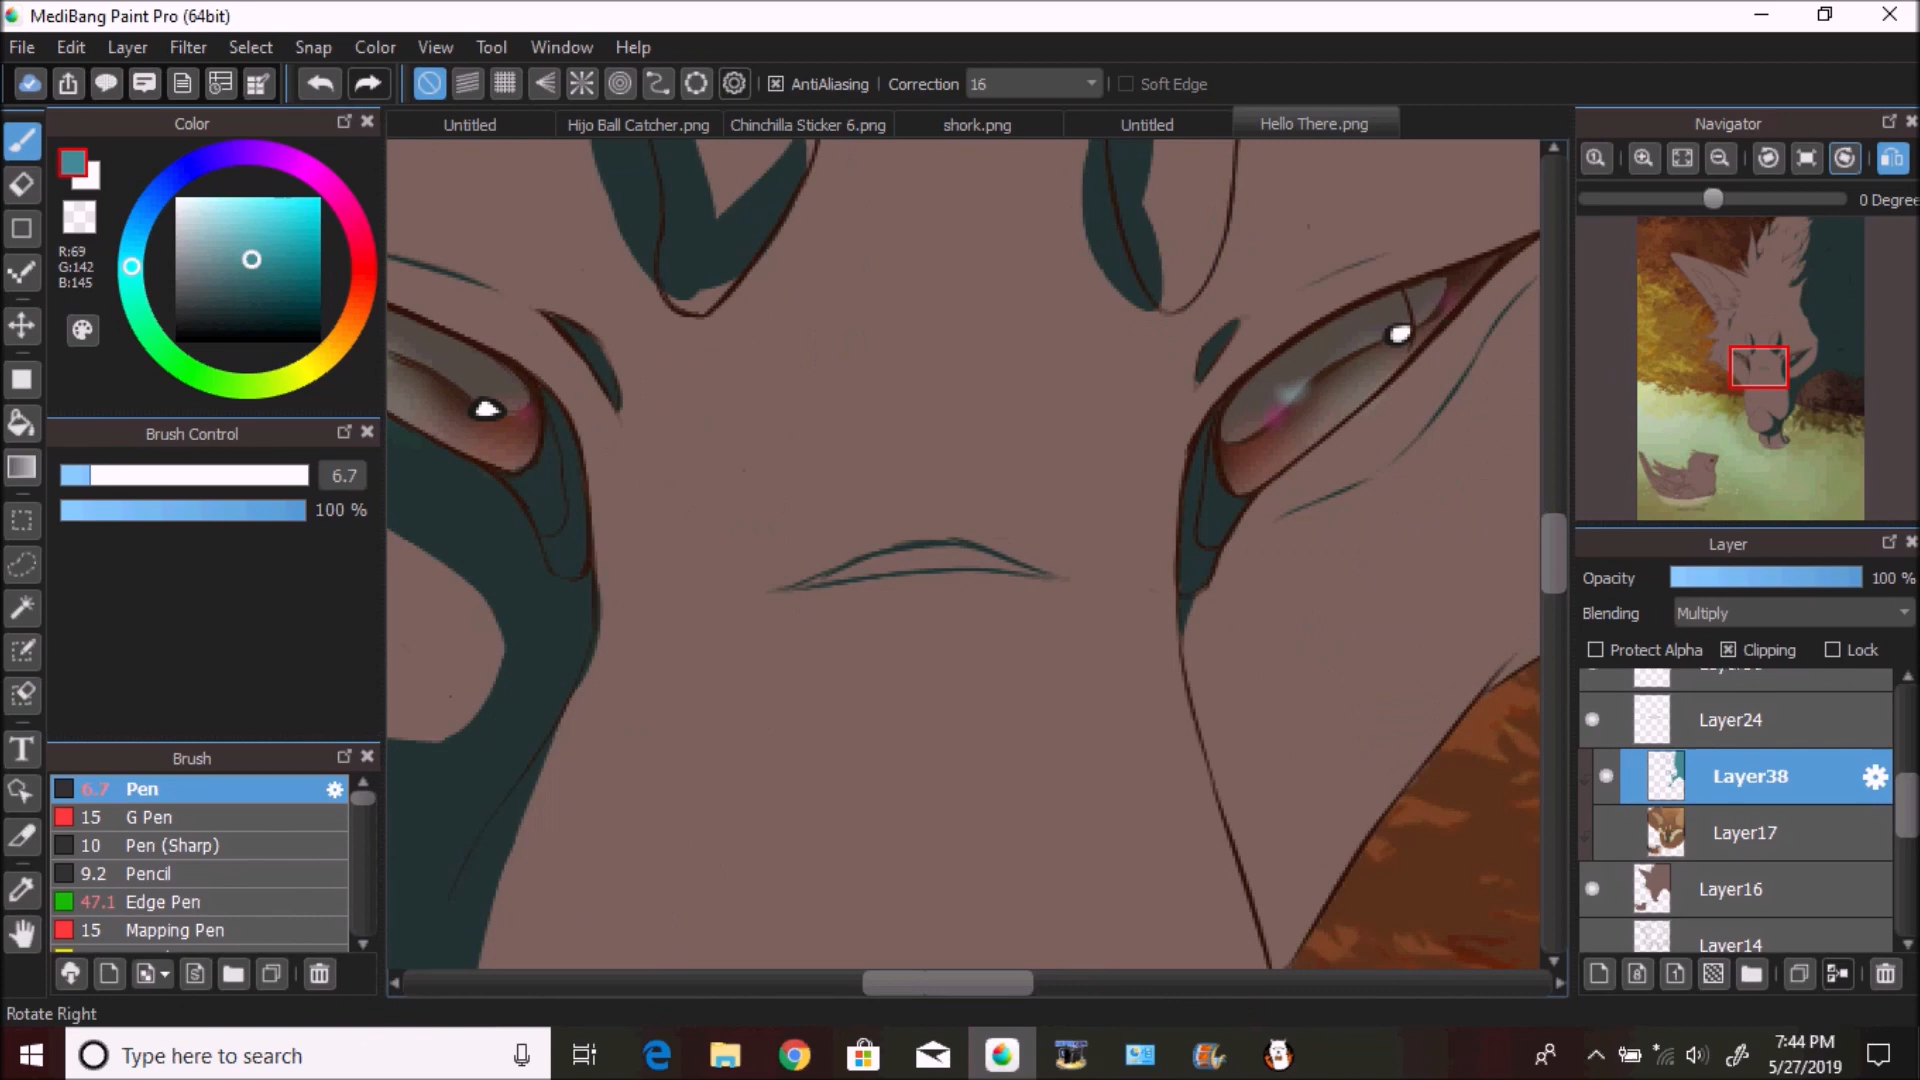 MediBang Paint Pro (64bit)
File Edit Layer Filter Select Snap Color View Tool Window Help
AntiAliasing Correction 16 Soft Edge
Color
Untitled Hijo Ball Catcher.png Chinchilla Sticker 6.png shork.png Untitled Hello There.png
Navigator
0 Degree
R:69
G:142
B:145
Brush Control
6.7
100 %
Brush
6.7 Pen
15 G Pen
10 Pen (Sharp)
9.2 Pencil
47.1 Edge Pen
15 Mapping Pen
Layer
Opacity 100 %
Blending Multiply
Protect Alpha Clipping Lock
Layer24
Layer38
Layer17
Layer16
Layer14
Rotate Right
Type here to search
7:44 PM
5/27/2019